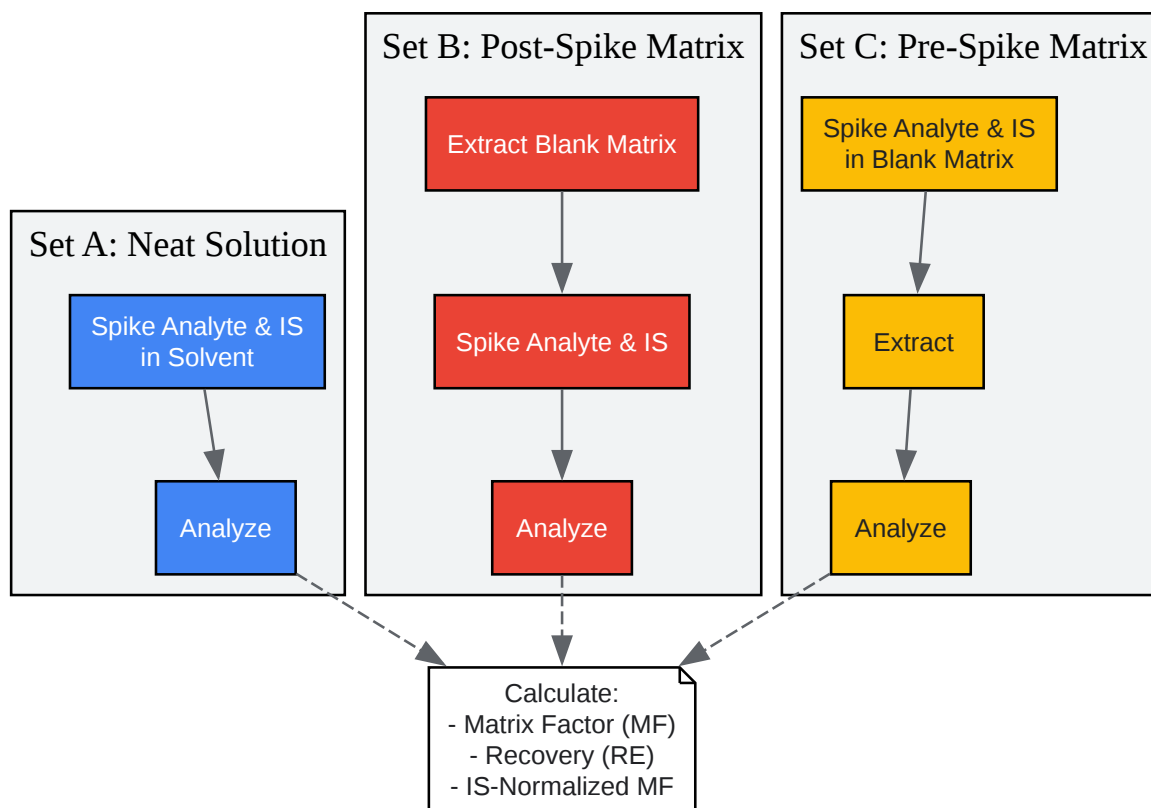 Set A: Neat Solution
Spike Analyte & IS
in Solvent
Analyze
Set B: Post-Spike Matrix
Extract Blank Matrix
Spike Analyte & IS
Analyze
Set C: Pre-Spike Matrix
Spike Analyte & IS
in Blank Matrix
Extract
Analyze
Calculate:
- Matrix Factor (MF)
- Recovery (RE)
- IS-Normalized MF